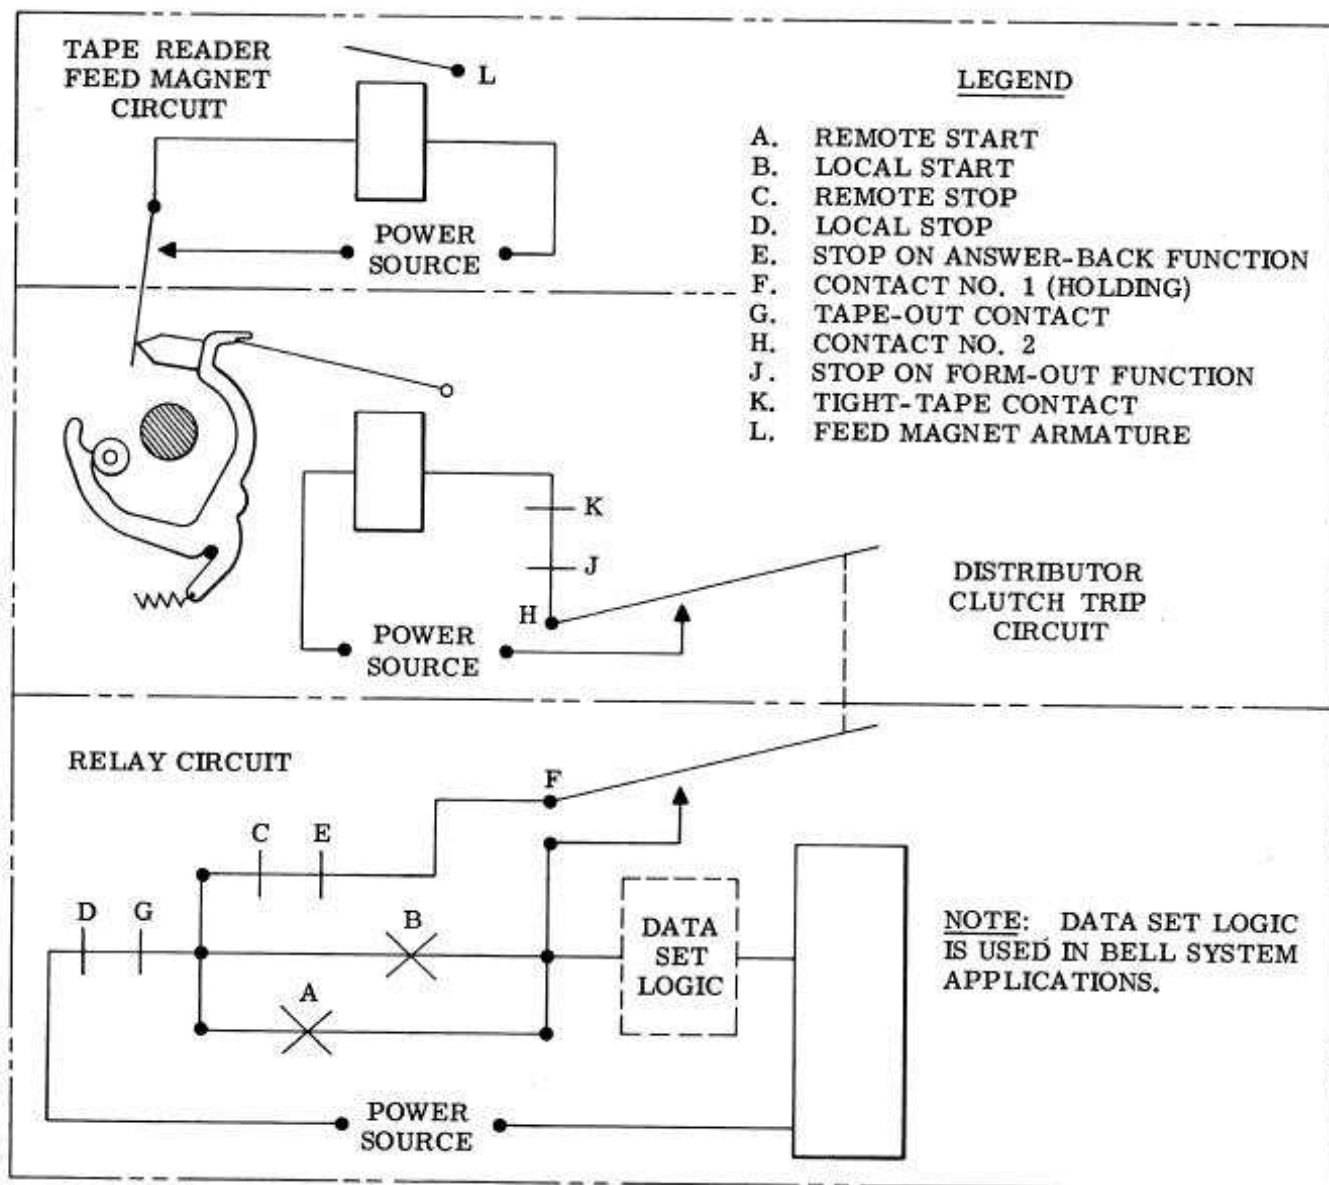 TAPE READER
FEED MAGNET
CIRCUIT
L
POWER
SOURCE
LEGEND
A. REMOTE START
B. LOCAL START
C. REMOTE STOP
D. LOCAL STOP
E. STOP ON ANSWER-BACK FUNCTION
F. CONTACT NO. 1 (HOLDING)
G. TAPE-OUT CONTACT
H. CONTACT NO. 2
J. STOP ON FORM-OUT FUNCTION
K. TIGHT-TAPE CONTACT
L. FEED MAGNET ARMATURE
K
J
H
POWER
SOURCE
DISTRIBUTOR
CLUTCH TRIP
CIRCUIT
RELAY CIRCUIT
F
C E
D G
B
A
DATA
SET
LOGIC
NOTE: DATA SET LOGIC
IS USED IN BELL SYSTEM
APPLICATIONS.
POWER
SOURCE